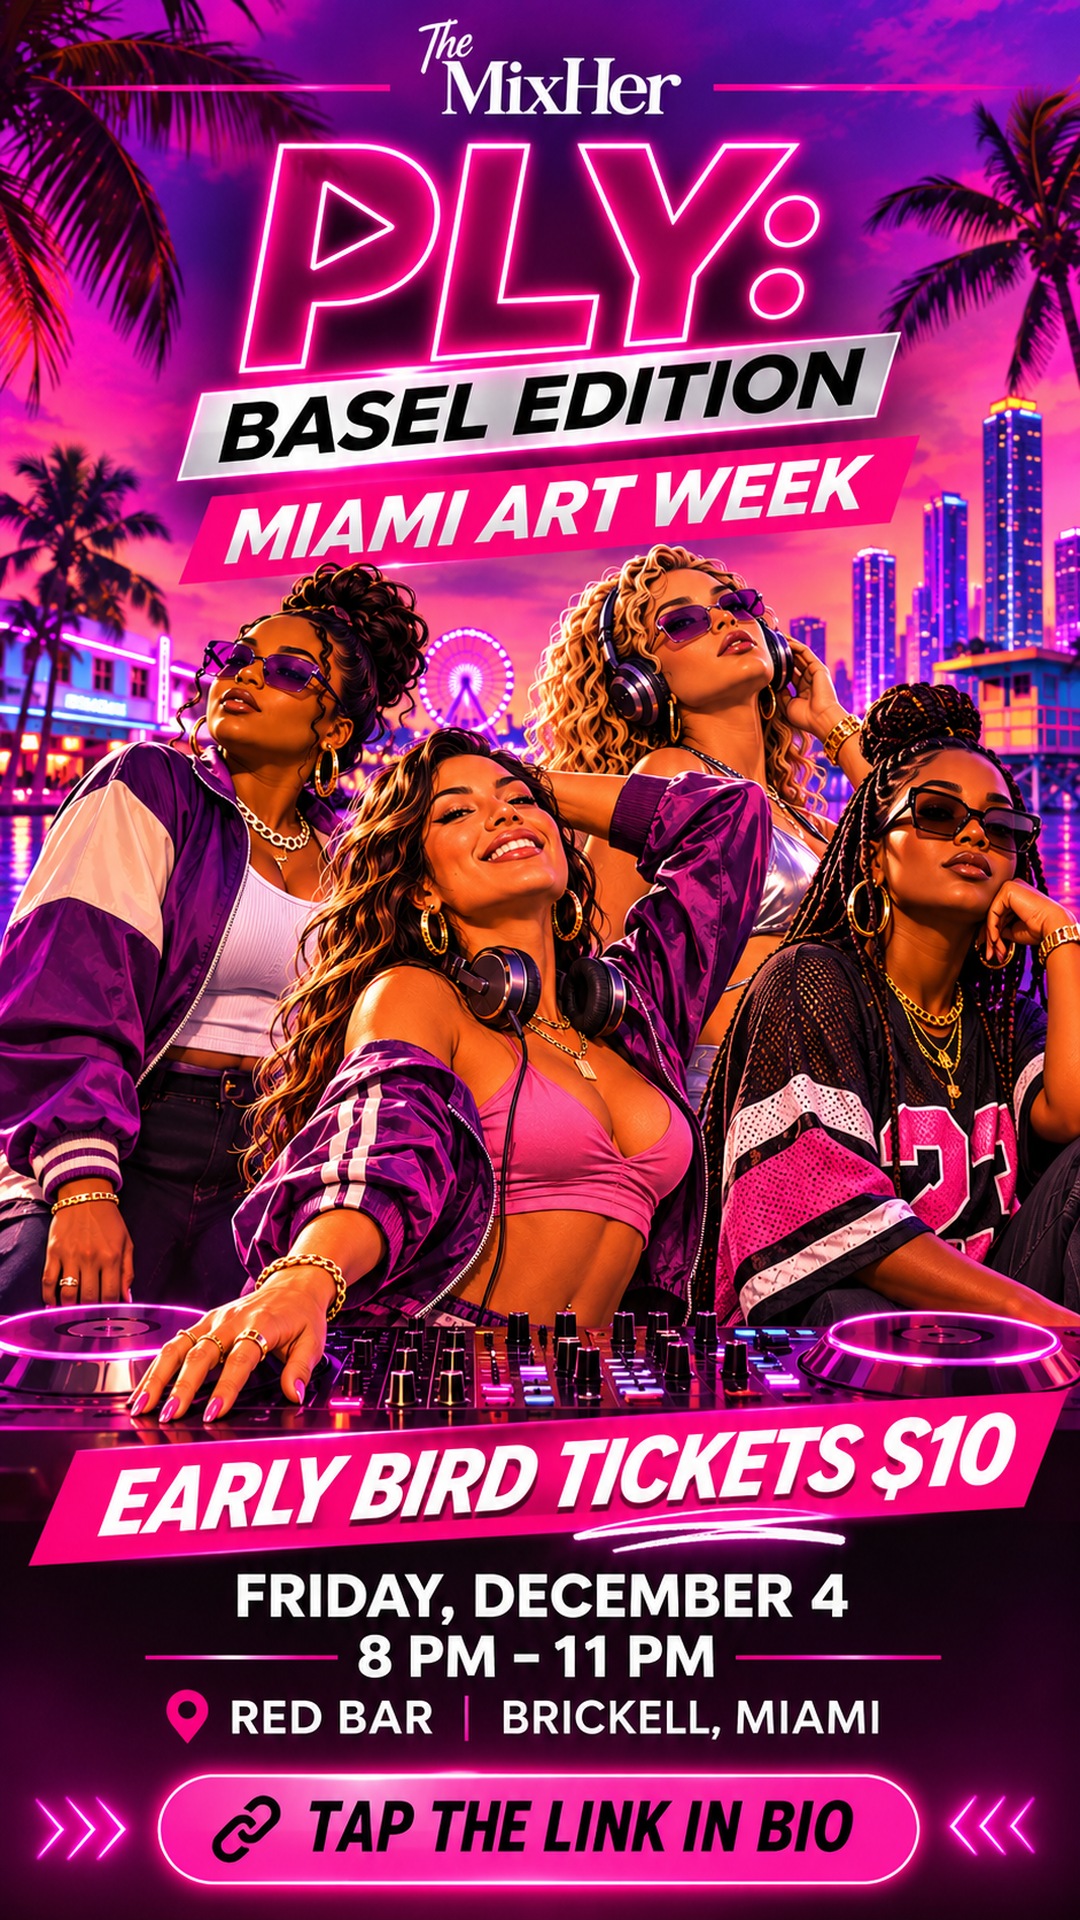 The
MixHer
PLY:
BASEL EDITION
MIAMI ART WEEK
23
EARLY BIRD TICKETS $10
FRIDAY, DECEMBER 4
8 PM – 11 PM
RED BAR | BRICKELL, MIAMI
TAP THE LINK IN BIO